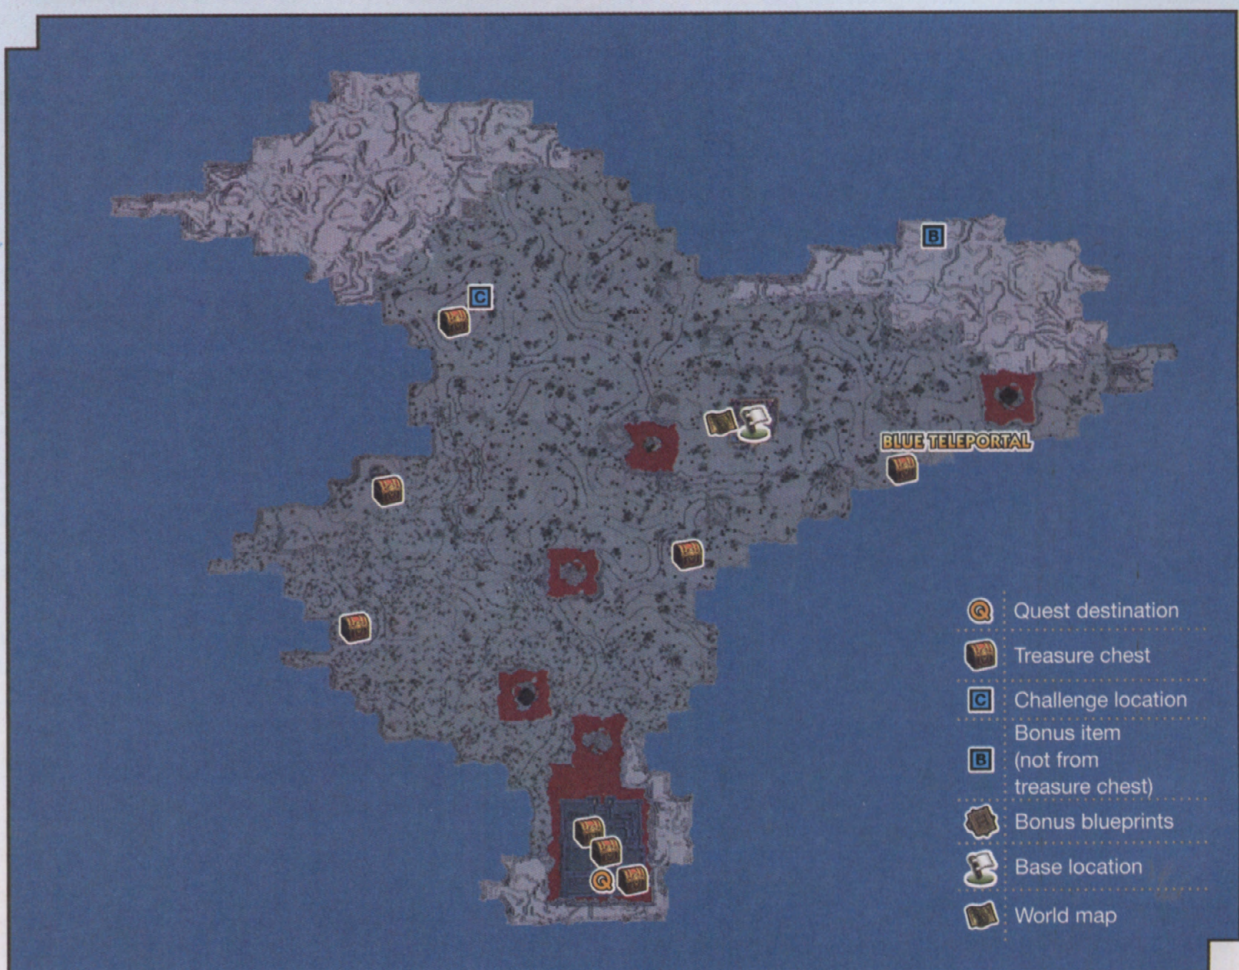 B
C
BLUE TELEPORTAL
Q Quest destination
Treasure chest
C Challenge location
Bonus item
B (not from
treasure chest)
Bonus blueprints
Base location
World map
Q